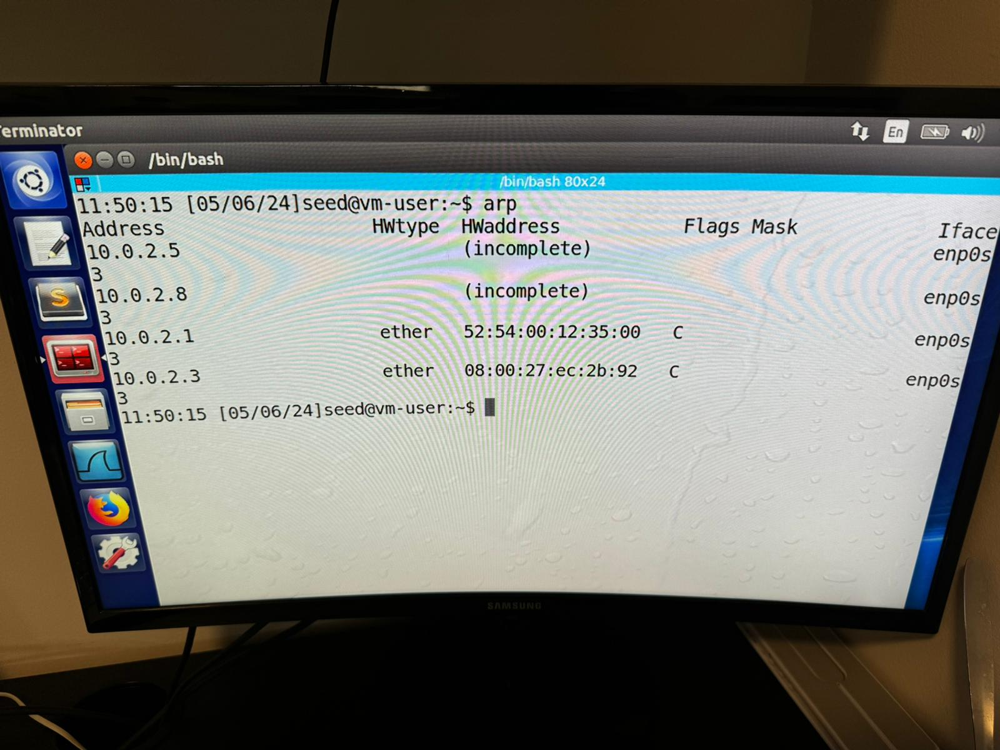 erminator
En
/bin/bash
/bin/bash 80x24
11:50:15 [05/06/24]seed@vm-user:~$ arp
Address HWtype HWaddress Flags Mask Iface
10.0.2.5 (incomplete) enp0s
3
10.0.2.8 (incomplete) enp0s
3
10.0.2.1 ether 52:54:00:12:35:00 C enp0s
3
10.0.2.3 ether 08:00:27:ec:2b:92 C enp0s
3
11:50:15 [05/06/24]seed@vm-user:~$
S
SAMSUNG